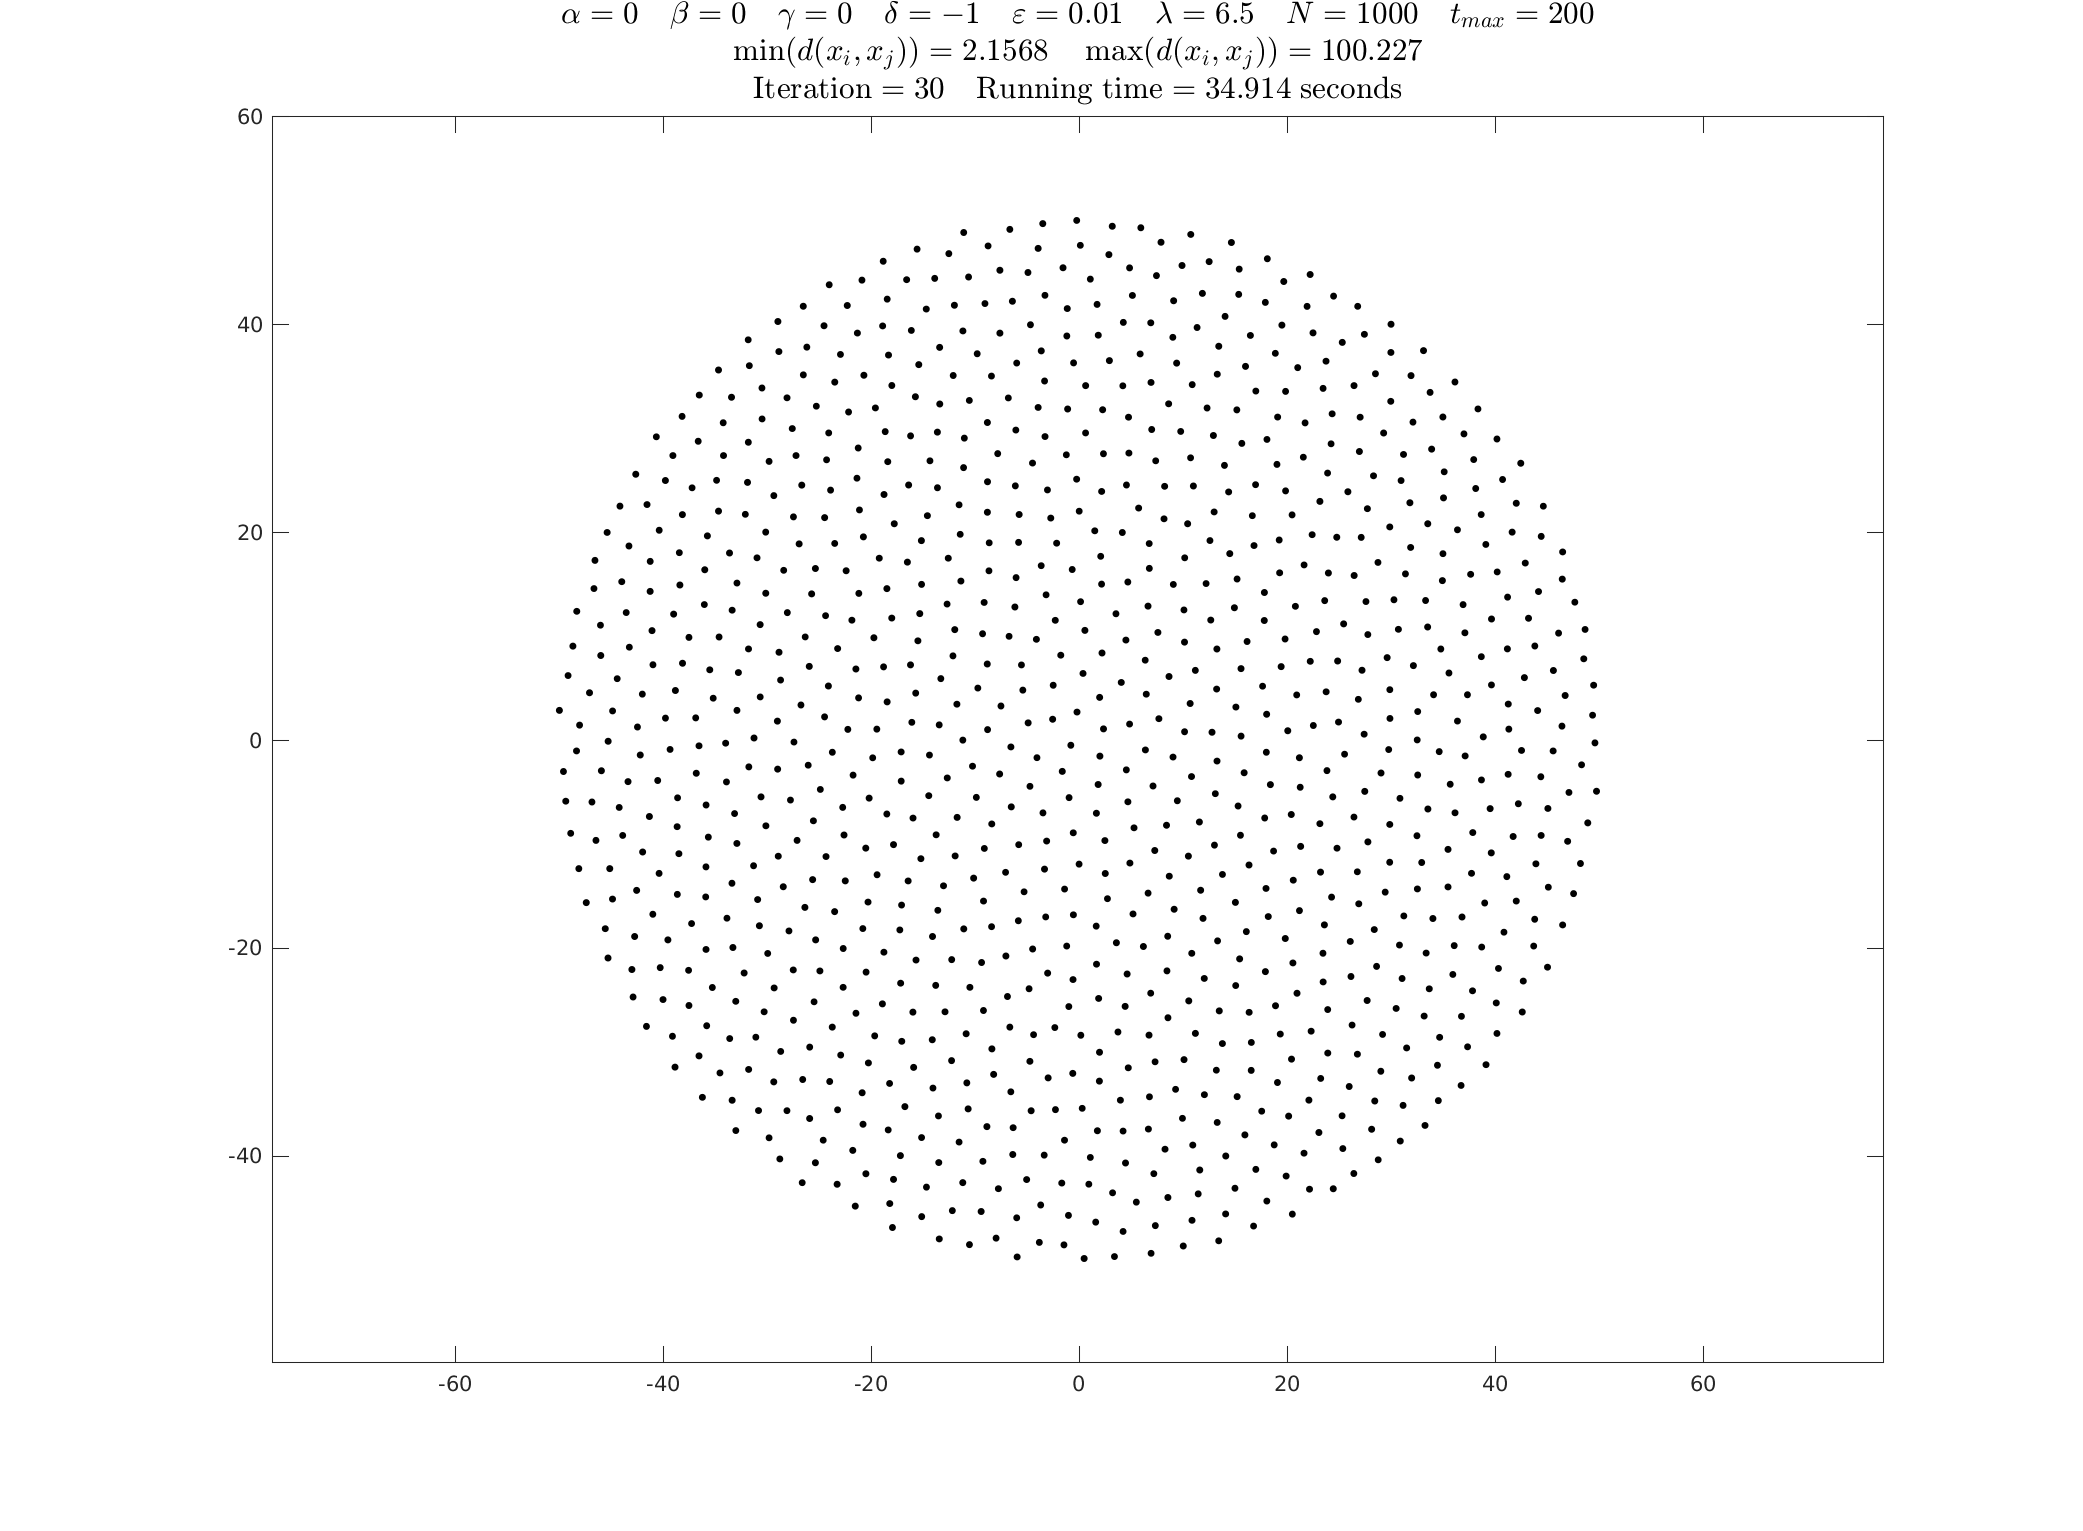 α = 0 β = 0 γ = 0 δ = −1 ε = 0.01 λ = 6.5 N = 1000 t_max = 200
min(d(x_i, x_j)) = 2.1568 max(d(x_i, x_j)) = 100.227
Iteration = 30 Running time = 34.914 seconds
60
40
20
0
-20
-40
-60 -40 -20 0 20 40 60